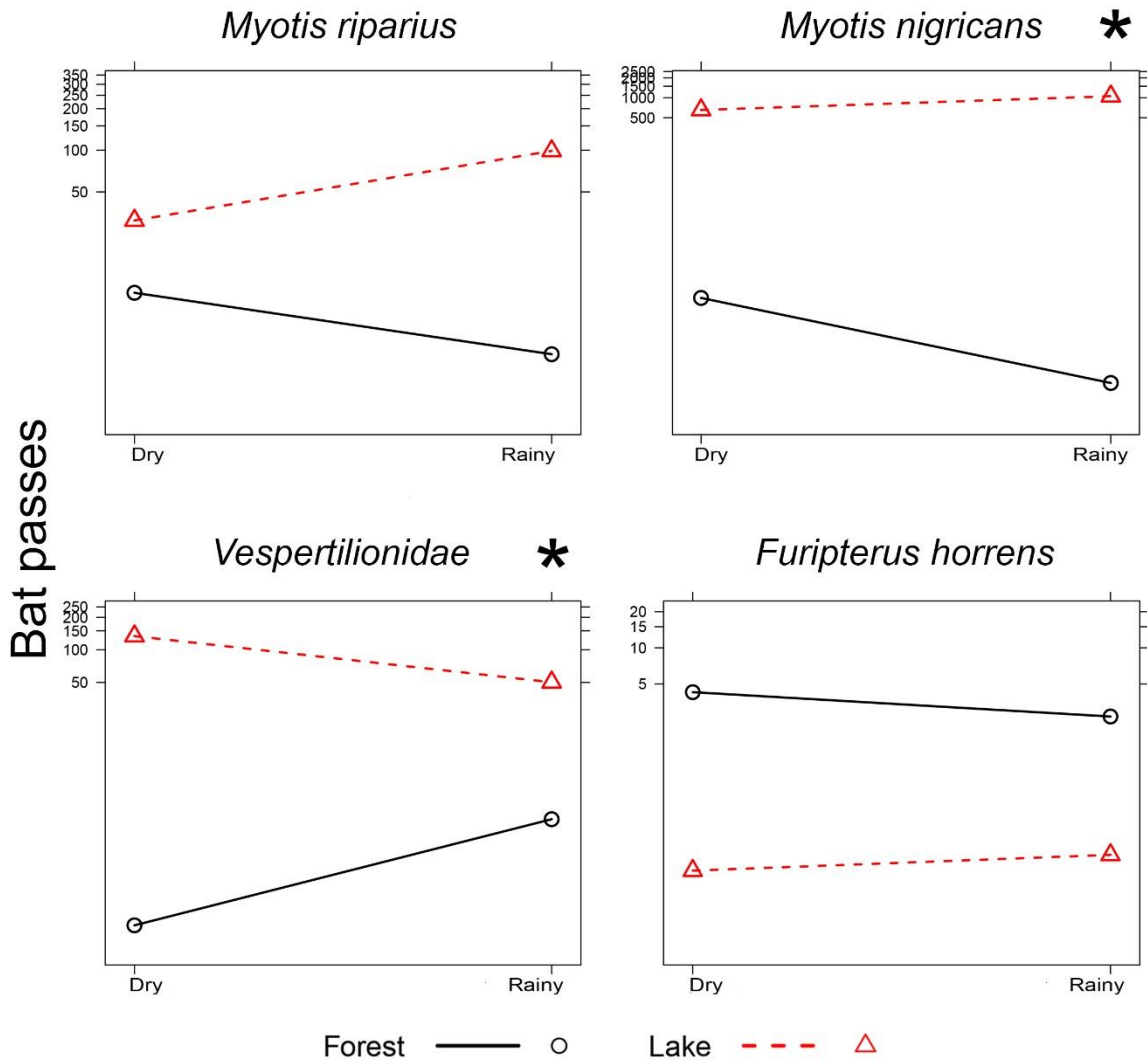 Myotis riparius
Myotis nigricans *
350
300
250
200
150
100
50
Dry Rainy
2500
2000
1500
1000
500
Dry Rainy
Bat passes
Vespertilionidae *
Furipterus horrens
250
200
150
100
50
Dry Rainy
20
15
10
5
Dry Rainy
Forest Lake